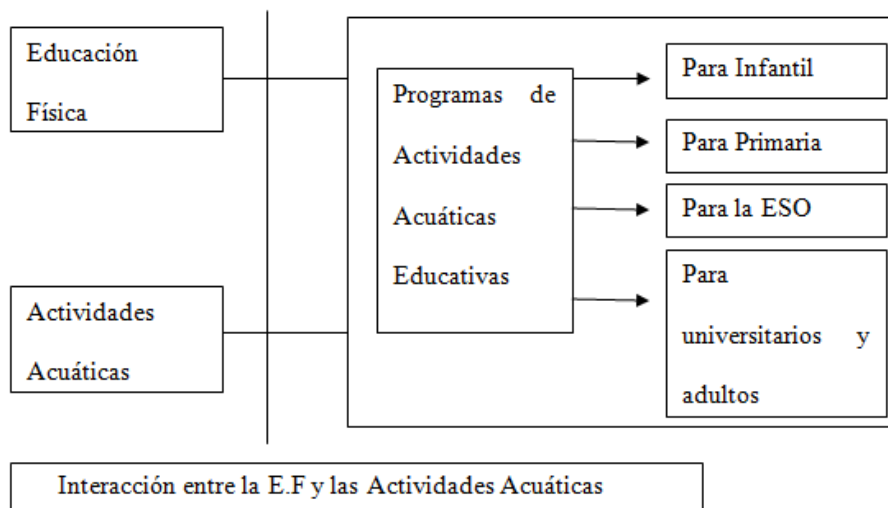 Educación
Física
Actividades
Acuáticas
Programas de
Actividades
Acuáticas
Educativas
Para Infantil
Para Primaria
Para la ESO
Para
universitarios y
adultos
Interacción entre la E.F y las Actividades Acuáticas